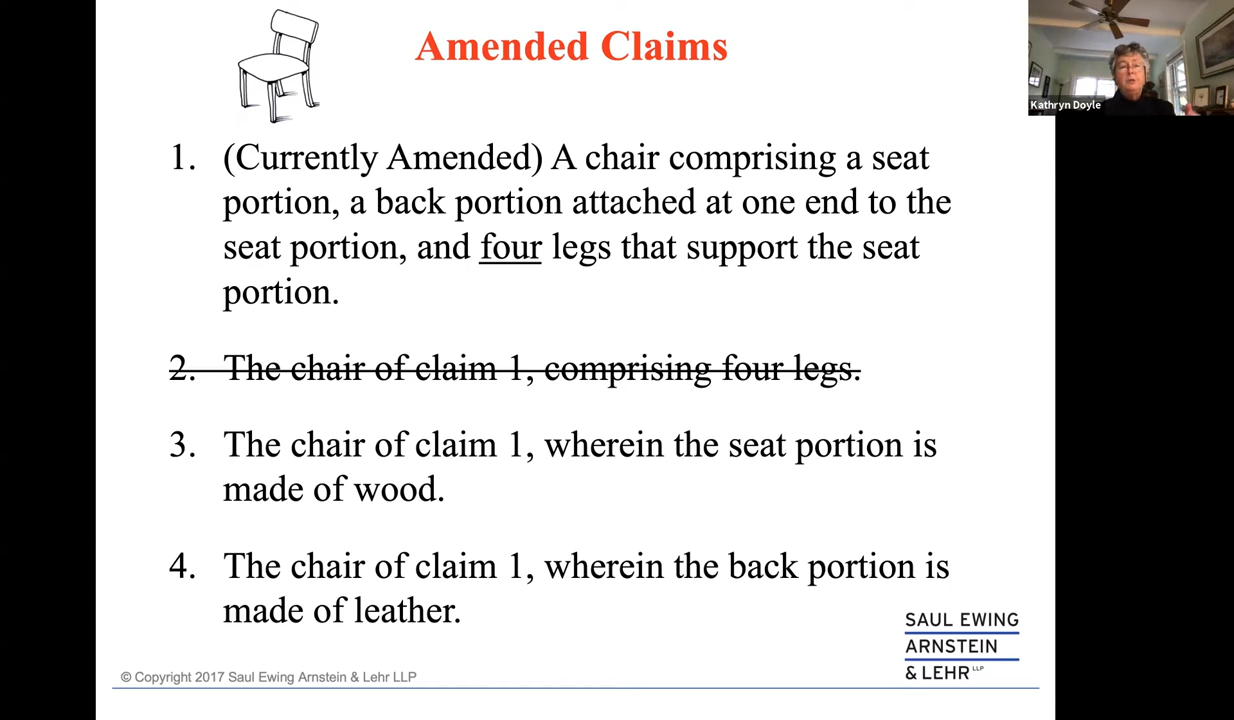 Amended Claims
Kathryn Doyle
1. (Currently Amended) A chair comprising a seat
portion, a back portion attached at one end to the
seat portion, and four legs that support the seat
portion.
2. The chair of claim 1, comprising four legs.
3. The chair of claim 1, wherein the seat portion is
made of wood.
4. The chair of claim 1, wherein the back portion is
made of leather.
SAUL EWING
ARNSTEIN
& LEHR LLP
© Copyright 2017 Saul Ewing Arnstein & Lehr LLP